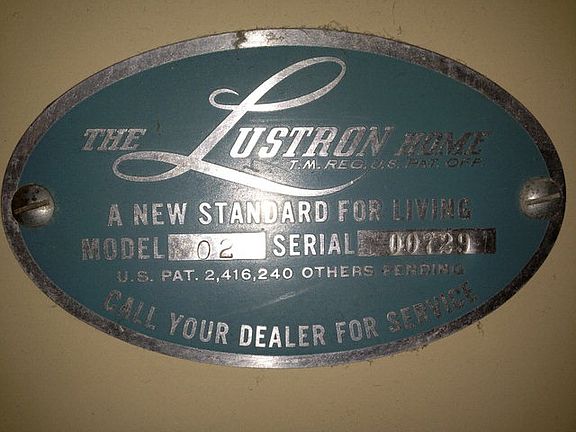 THE LUSTRON HOME
T.M. REG. U.S. PAT. OFF.
A NEW STANDARD FOR LIVING
MODEL 02 SERIAL 00729
U.S. PAT. 2,416,240 OTHERS PENDING
CALL YOUR DEALER FOR SERVICE